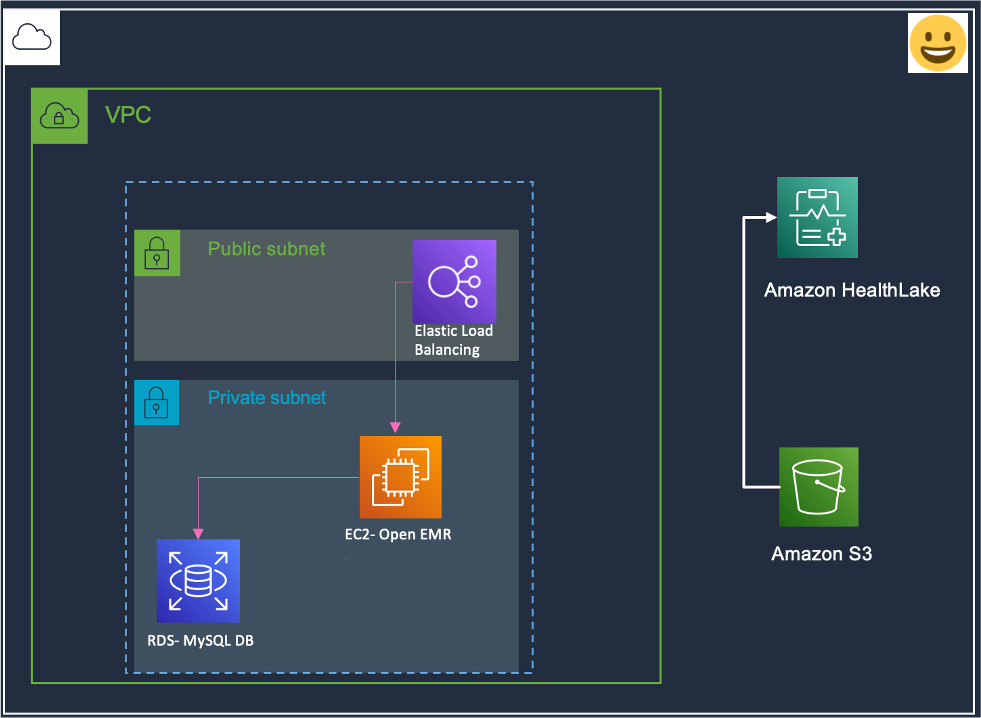 VPC
Public subnet
Elastic Load
Balancing
Private subnet
EC2- Open EMR
RDS- MySQL DB
Amazon HealthLake
Amazon S3